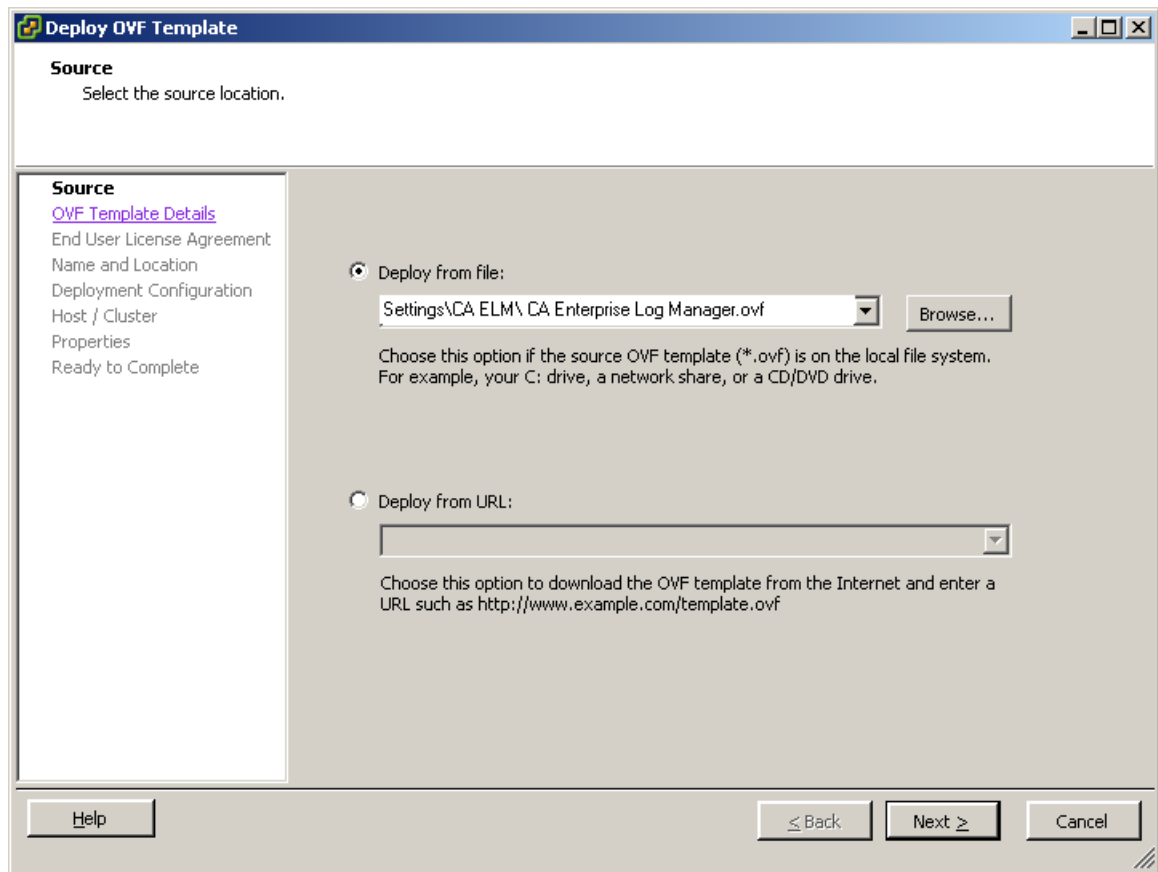 Deploy OVF Template
Source
Select the source location.
Source
OVF Template Details
End User License Agreement
Name and Location
Deployment Configuration
Host / Cluster
Properties
Ready to Complete
Deploy from file:
Settings\CA ELM\ CA Enterprise Log Manager.ovf
Browse...
Choose this option if the source OVF template (*.ovf) is on the local file system.
For example, your C: drive, a network share, or a CD/DVD drive.
Deploy from URL:
Choose this option to download the OVF template from the Internet and enter a
URL such as http://www.example.com/template.ovf
Help
≤ Back
Next ≥
Cancel